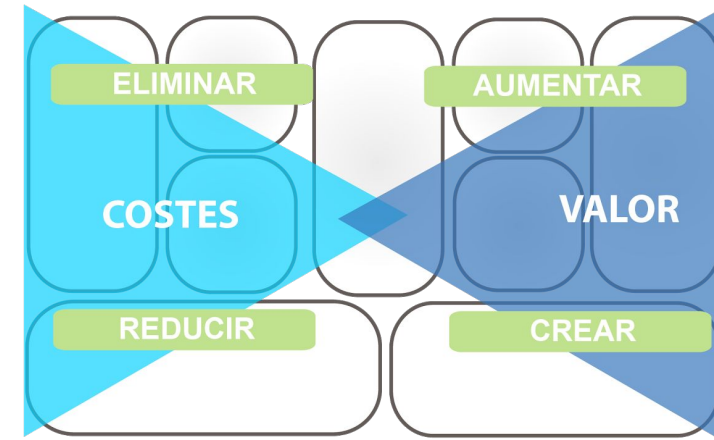 ELIMINAR
AUMENTAR
COSTES
VALOR
REDUCIR
CREAR